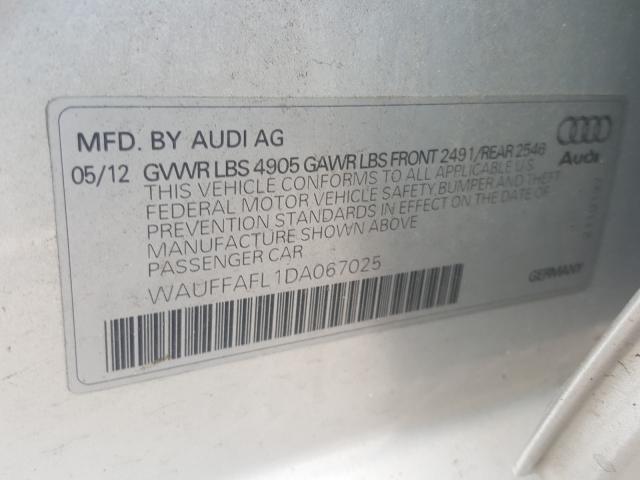 MFD. BY AUDI AG
05/12 GVWR LBS 4905 GAWR LBS FRONT 2491/REAR 2546
THIS VEHICLE CONFORMS TO ALL APPLICABLE U.S.
FEDERAL MOTOR VEHICLE SAFETY, BUMPER AND THEFT
PREVENTION STANDARDS IN EFFECT ON THE DATE OF
MANUFACTURE SHOWN ABOVE
PASSENGER CAR
WAUFFAFL1DA067025
Audi
GERMANY